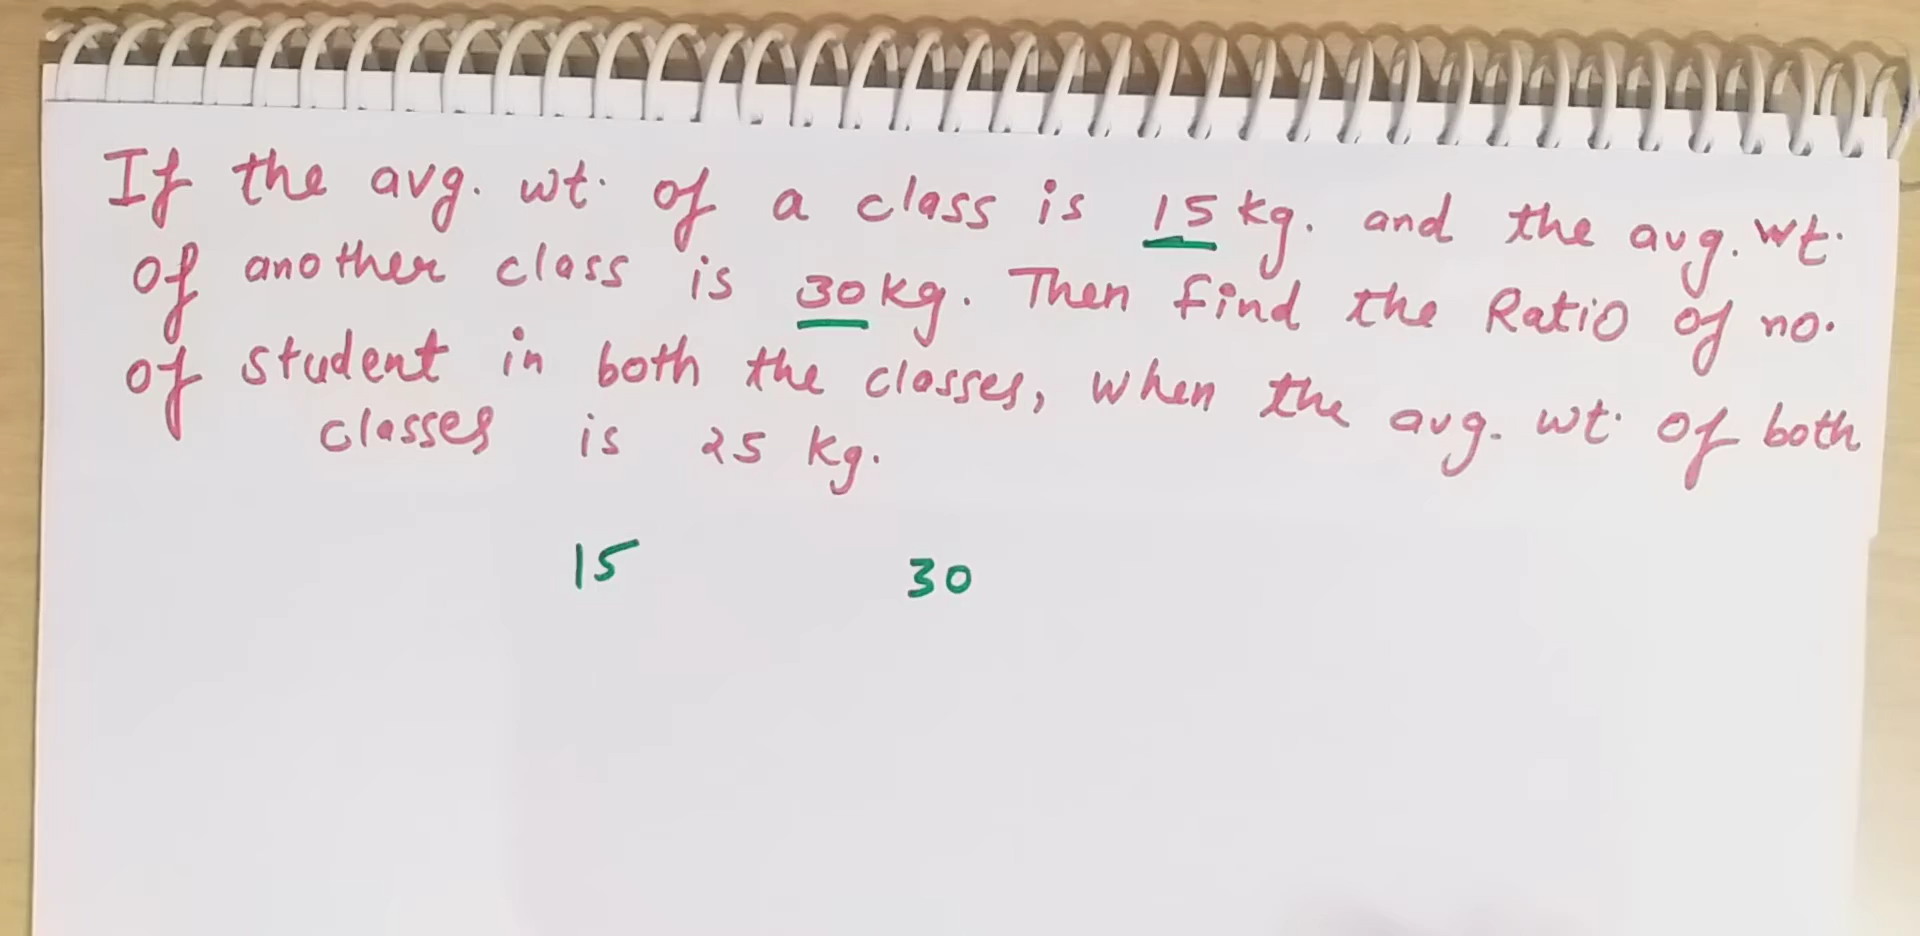 If the avg. wt. of a class is 15 kg. and the avg. wt.
of another class is 30 kg. Then find the Ratio of no.
of student in both the classes, when the avg. wt. of both
classes is 25 kg.
15 30